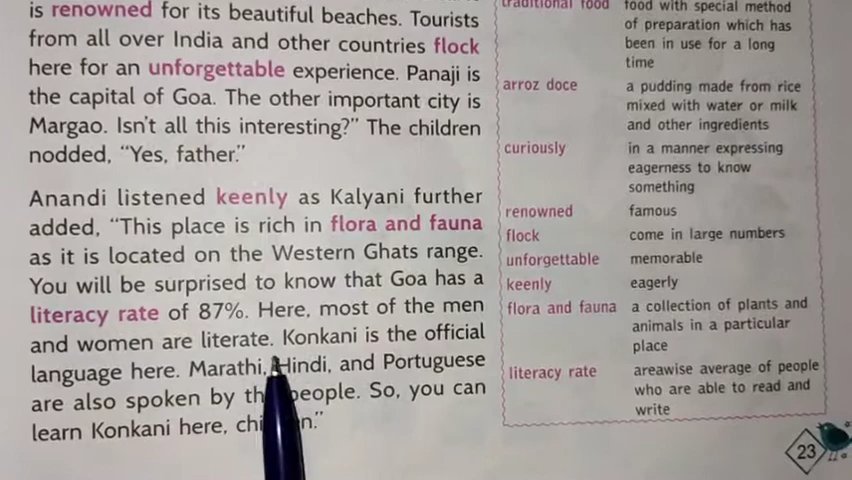 is renowned for its beautiful beaches. Tourists
from all over India and other countries flock
here for an unforgettable experience. Panaji is
the capital of Goa. The other important city is
Margao. Isn't all this interesting?" The children
nodded, "Yes, father."
Anandi listened keenly as Kalyani further
added, "This place is rich in flora and fauna
as it is located on the Western Ghats range.
You will be surprised to know that Goa has a
literacy rate of 87%. Here, most of the men
and women are literate. Konkani is the official
language here. Marathi, Hindi, and Portuguese
are also spoken by people. So, you can
learn Konkani here,
traditional food food with special method
of preparation which has
been in use for a long
time
arroz doce a pudding made from rice
mixed with water or milk
and other ingredients
curiously in a manner expressing
eagerness to know
something
renowned famous
flock come in large numbers
unforgettable memorable
keenly eagerly
flora and fauna a collection of plants and
animals in a particular
place
literacy rate areawise average of people
who are able to read and
write
23